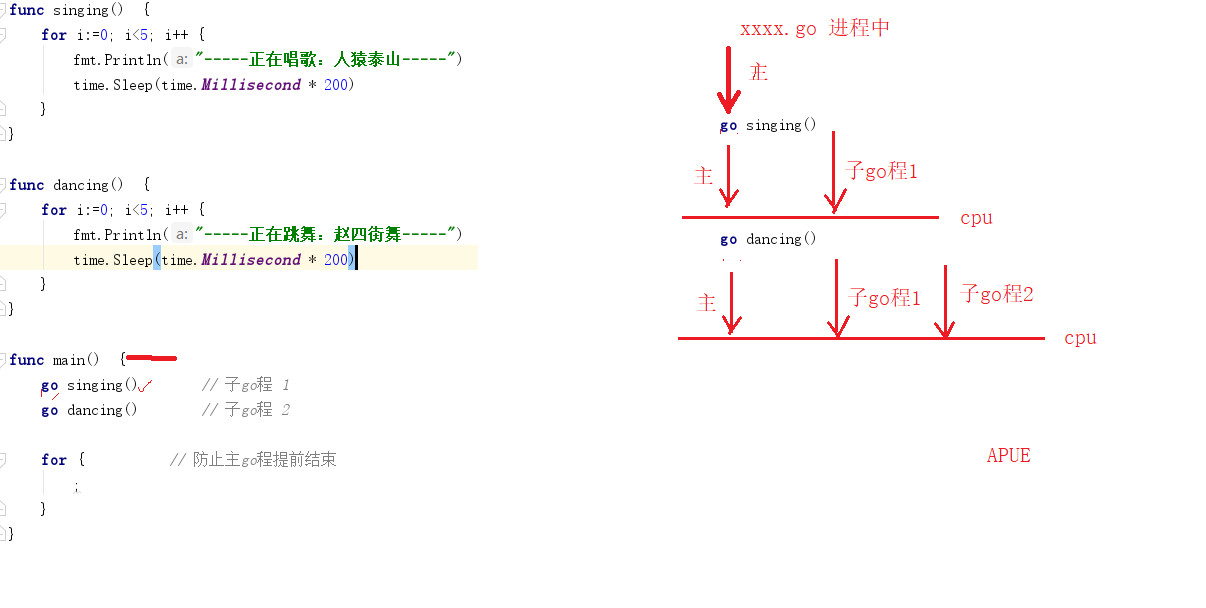 func singing() {
for i:=0; i<5; i++ {
fmt.Println( a: "-----正在唱歌：人猿泰山-----")
time.Sleep(time.Millisecond * 200)
}
}
func dancing() {
for i:=0; i<5; i++ {
fmt.Println( a: "-----正在跳舞：赵四街舞-----")
time.Sleep(time.Millisecond * 200)
}
}
func main() {
go singing() // 子go程 1
go dancing() // 子go程 2
for { // 防止主go程提前结束
;
}
}
xxxx.go 进程中
主
go singing()
主 子go程1
cpu
go dancing()
主 子go程1 子go程2
cpu
APUE